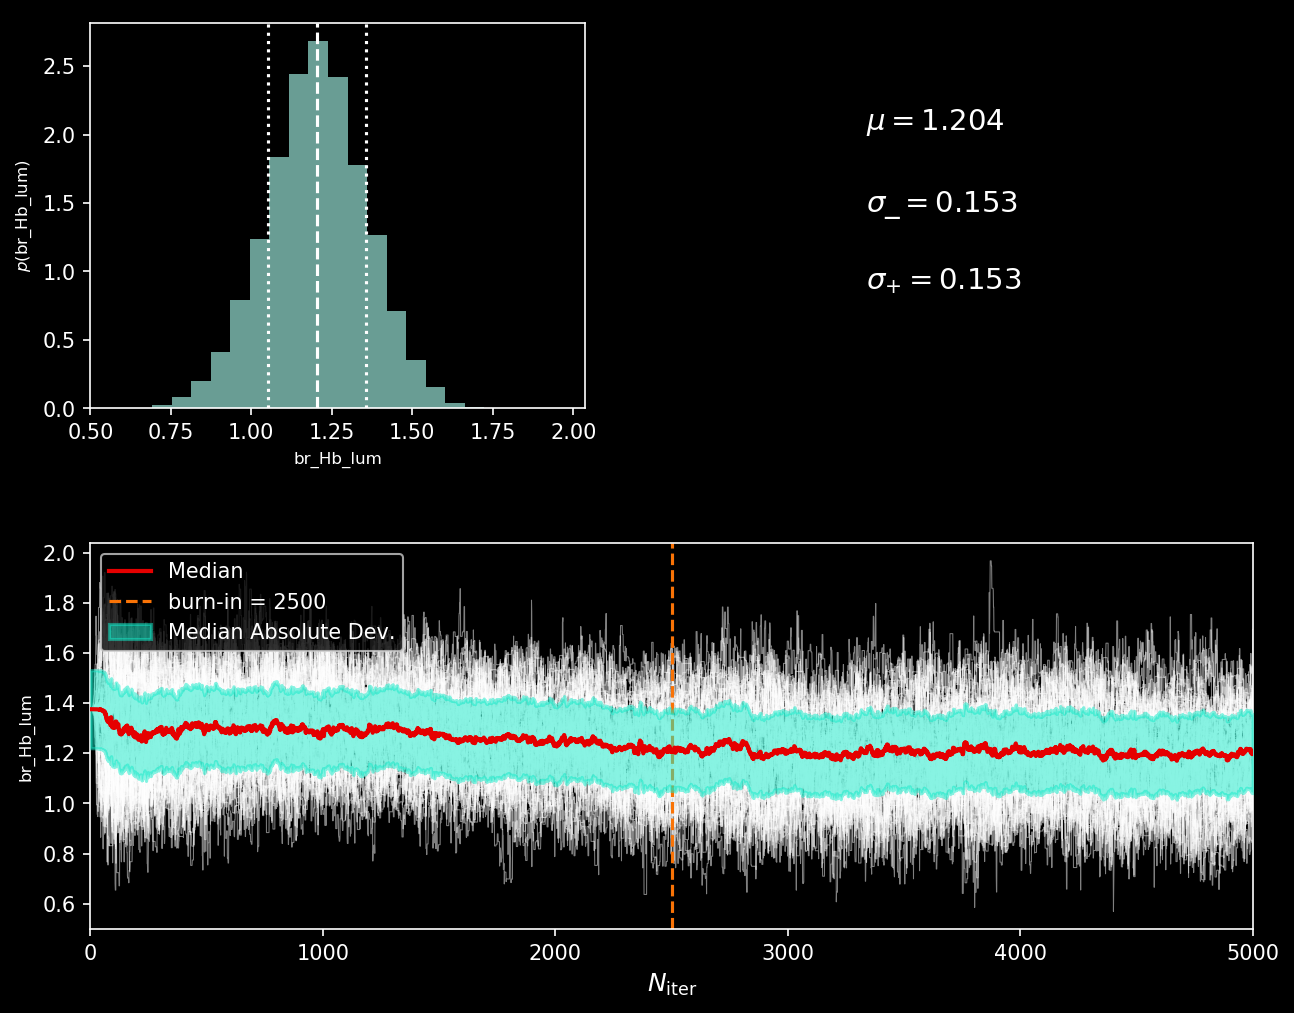 2.5
2.0
1.5
1.0
0.5
0.0
p(br_Hb_lum)
0.50 0.75 1.00 1.25 1.50 1.75 2.00
br_Hb_lum
μ = 1.204
σ₋ = 0.153
σ₊ = 0.153
2.0
1.8
1.6
1.4
1.2
1.0
0.8
0.6
br_Hb_lum
Median
burn-in = 2500
Median Absolute Dev.
0 1000 2000 3000 4000 5000
N_iter